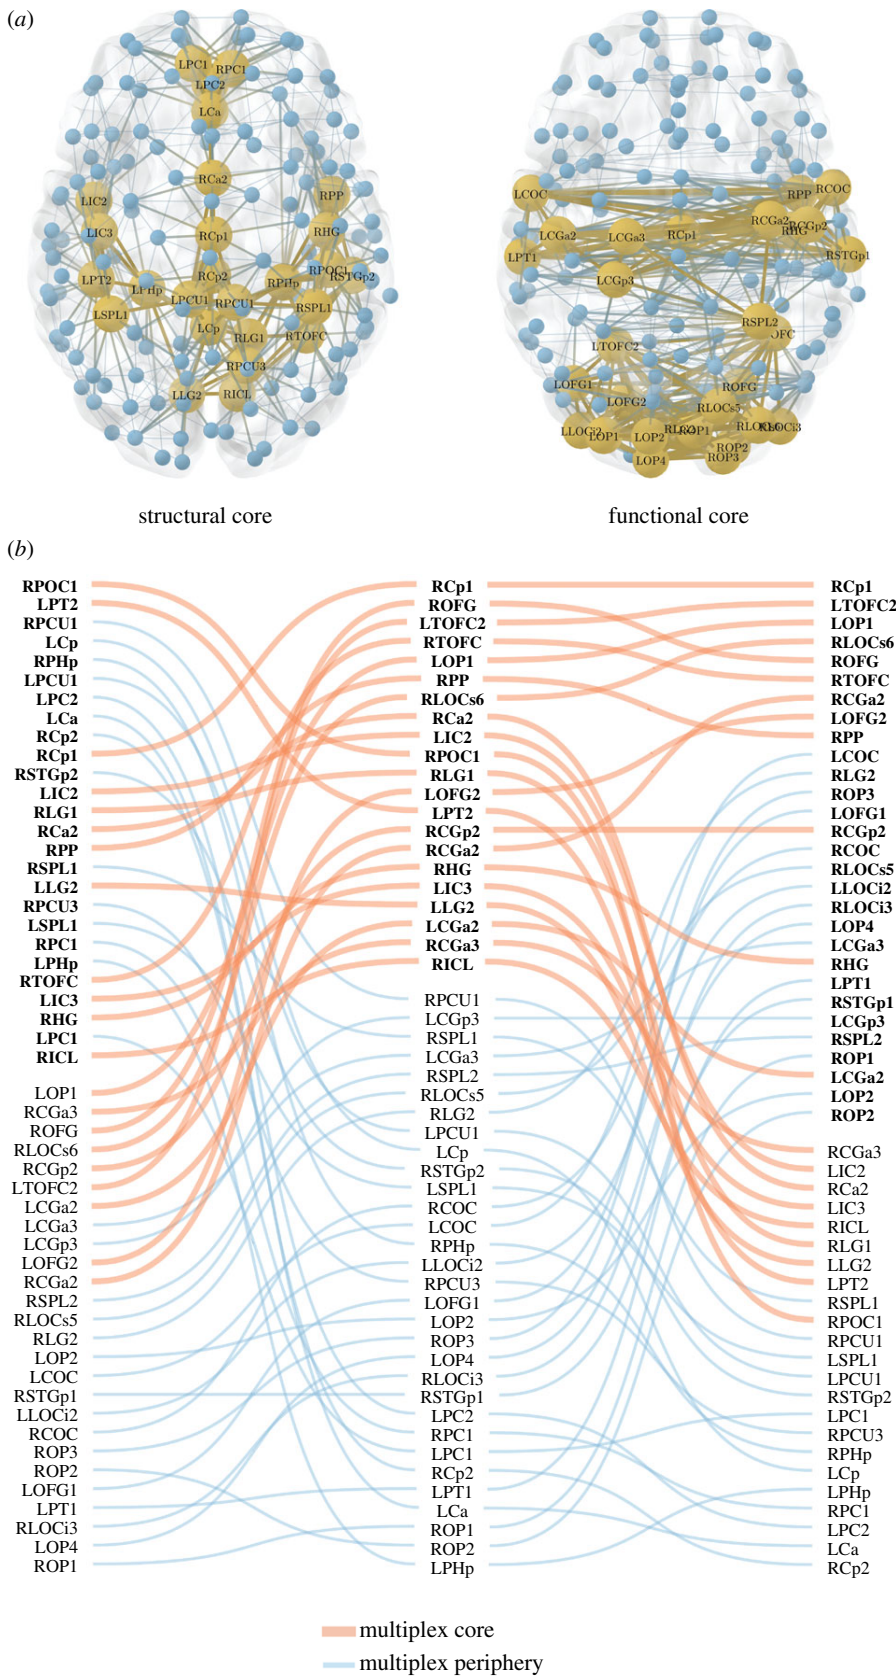 (a)
LPC1
RPC1
LPC2
LCa
RCa2
RPP
LIC2
LIC3
RCp1
RHG
LPT2
LPHp
RCp2
RPHp
RPOC1
RSTGp2
LSPL1
LPCU1
RPCU1
RSPL1
LCp
RLG1
RTOFC
RPCU3
LLG2
RICL
LCOC
RPP
RCOC
LCGa2
LCGa3
RCp1
RCGa2
RCGp2
RHG
LPT1
RSTGp1
LCGp3
RSPL2
OFC
LTOFC2
LOFG1
ROFG
LOFG2
RLOCs5
LLOCi2
LOP1
LOP2
RLG2
ROP1
RLOCs6
RLOCi3
LOP4
ROP2
ROP3
structural core
functional core
(b)
RPOC1
LPT2
RPCU1
LCp
RPHp
LPCU1
LPC2
LCa
RCp2
RCp1
RSTGp2
LIC2
RLG1
RCa2
RPP
RSPL1
LLG2
RPCU3
LSPL1
RPC1
LPHp
RTOFC
LIC3
RHG
LPC1
RICL
LOP1
RCGa3
ROFG
RLOCs6
RCGp2
LTOFC2
LCGa2
LCGa3
LCGp3
LOFG2
RCGa2
RSPL2
RLOCs5
RLG2
LOP2
LCOC
RSTGp1
LLOCi2
RCOC
ROP3
ROP2
LOFG1
LPT1
RLOCi3
LOP4
ROP1
RCp1
ROFG
LTOFC2
RTOFC
LOP1
RPP
RLOCs6
RCa2
LIC2
RPOC1
RLG1
LOFG2
LPT2
RCGp2
RCGa2
RHG
LIC3
LLG2
LCGa2
RCGa3
RICL
RPCU1
LCGp3
RSPL1
LCGa3
RSPL2
RLOCs5
RLG2
LPCU1
LCp
RSTGp2
LSPL1
RCOC
LCOC
RPHp
LLOCi2
RPCU3
LOFG1
LOP2
ROP3
LOP4
RLOCi3
RSTGp1
LPC2
RPC1
LPC1
RCp2
LPT1
LCa
ROP1
ROP2
LPHp
RCp1
LTOFC2
LOP1
RLOCs6
ROFG
RTOFC
RCGa2
LOFG2
RPP
LCOC
RLG2
ROP3
LOFG1
RCGp2
RCOC
RLOCs5
LLOCi2
RLOCi3
LOP4
LCGa3
RHG
LPT1
RSTGp1
LCGp3
RSPL2
ROP1
LCGa2
LOP2
ROP2
RCGa3
LIC2
RCa2
LIC3
RICL
RLG1
LLG2
LPT2
RSPL1
RPOC1
RPCU1
LSPL1
LPCU1
RSTGp2
LPC1
RPCU3
RPHp
LCp
LPHp
RPC1
LPC2
LCa
RCp2
multiplex core
multiplex periphery